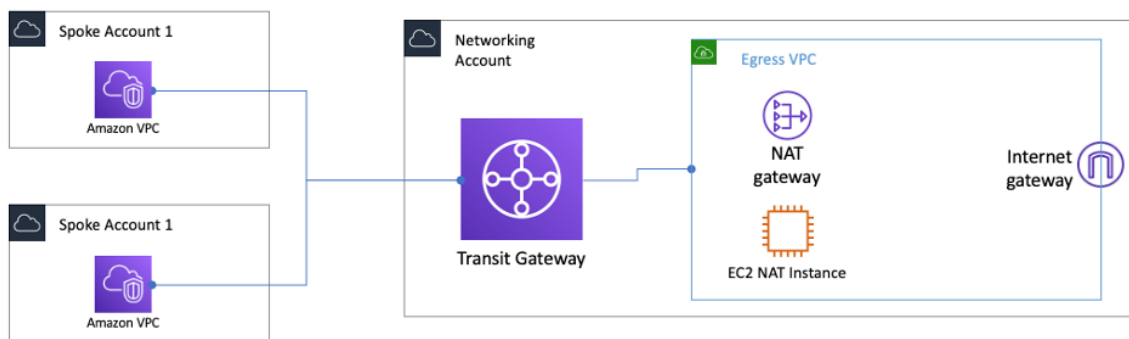 Spoke Account 1
Amazon VPC
Spoke Account 1
Amazon VPC
Networking
Account
Transit Gateway
Egress VPC
NAT
gateway
EC2 NAT Instance
Internet
gateway